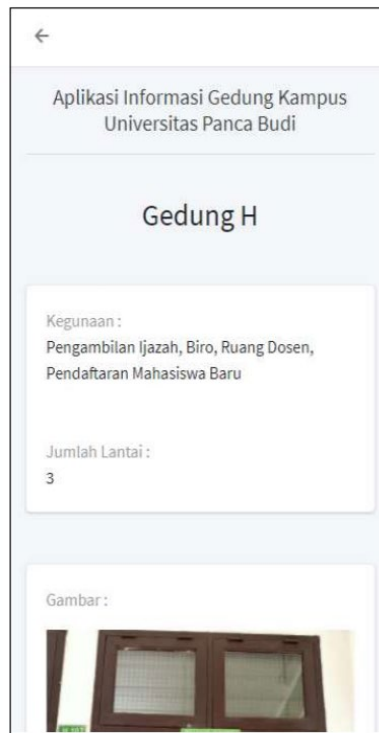 Aplikasi Informasi Gedung Kampus
Universitas Panca Budi
Gedung H
Kegunaan :
Pengambilan Ijazah, Biro, Ruang Dosen,
Pendaftaran Mahasiswa Baru
Jumlah Lantai :
3
Gambar :